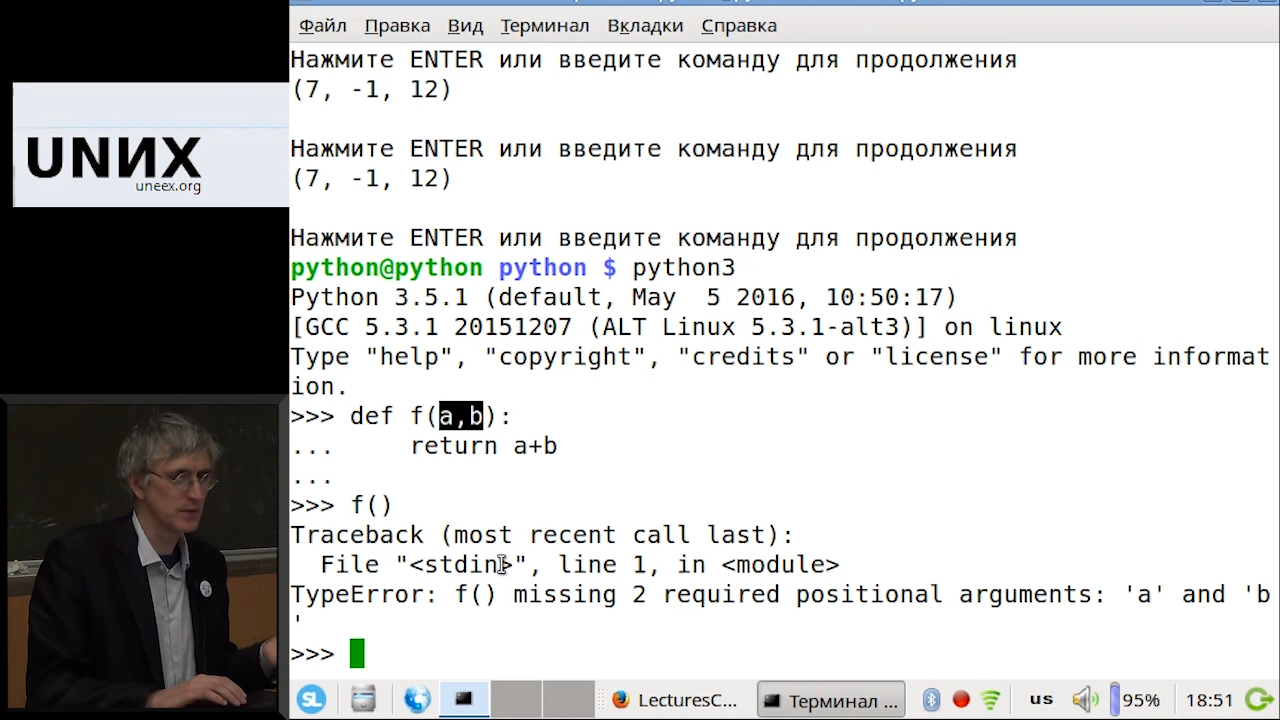 Файл Правка Вид Терминал Вкладки Справка
Нажмите ENTER или введите команду для продолжения
(7, -1, 12)
Нажмите ENTER или введите команду для продолжения
(7, -1, 12)
Нажмите ENTER или введите команду для продолжения
python@python python $ python3
Python 3.5.1 (default, May  5 2016, 10:50:17)
[GCC 5.3.1 20151207 (ALT Linux 5.3.1-alt3)] on linux
Type "help", "copyright", "credits" or "license" for more informat
ion.
>>> def f(a,b):
...     return a+b
...
>>> f()
Traceback (most recent call last):
  File "<stdin>", line 1, in <module>
TypeError: f() missing 2 required positional arguments: 'a' and 'b
'
>>>
UNИX
uneex.org
SL LecturesC... Терминал ... us 95% 18:51